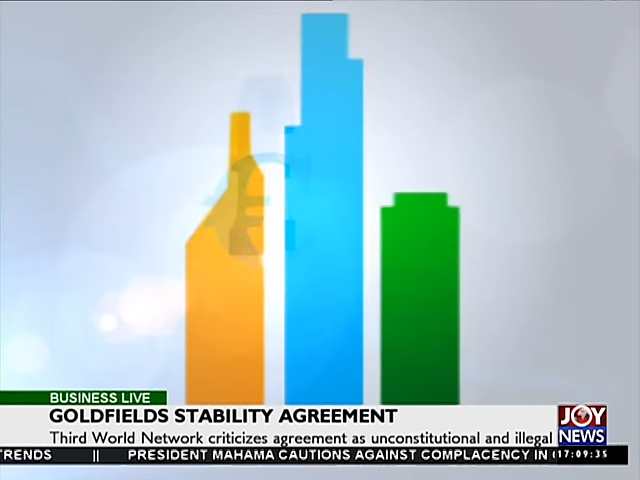 BUSINESS LIVE
GOLDFIELDS STABILITY AGREEMENT
Third World Network criticizes agreement as unconstitutional and illegal
JOY
NEWS
TRENDS || PRESIDENT MAHAMA CAUTIONS AGAINST COMPLACENCY IN
17:09:35